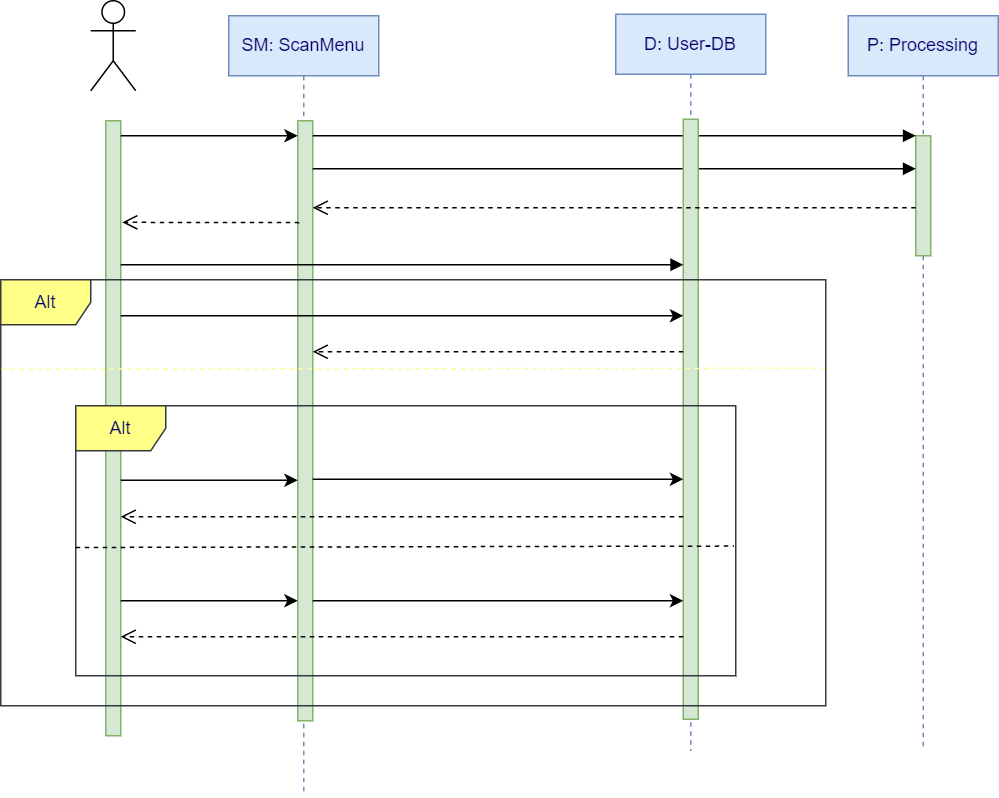 SM: ScanMenu
D: User-DB
P: Processing
Alt
Alt